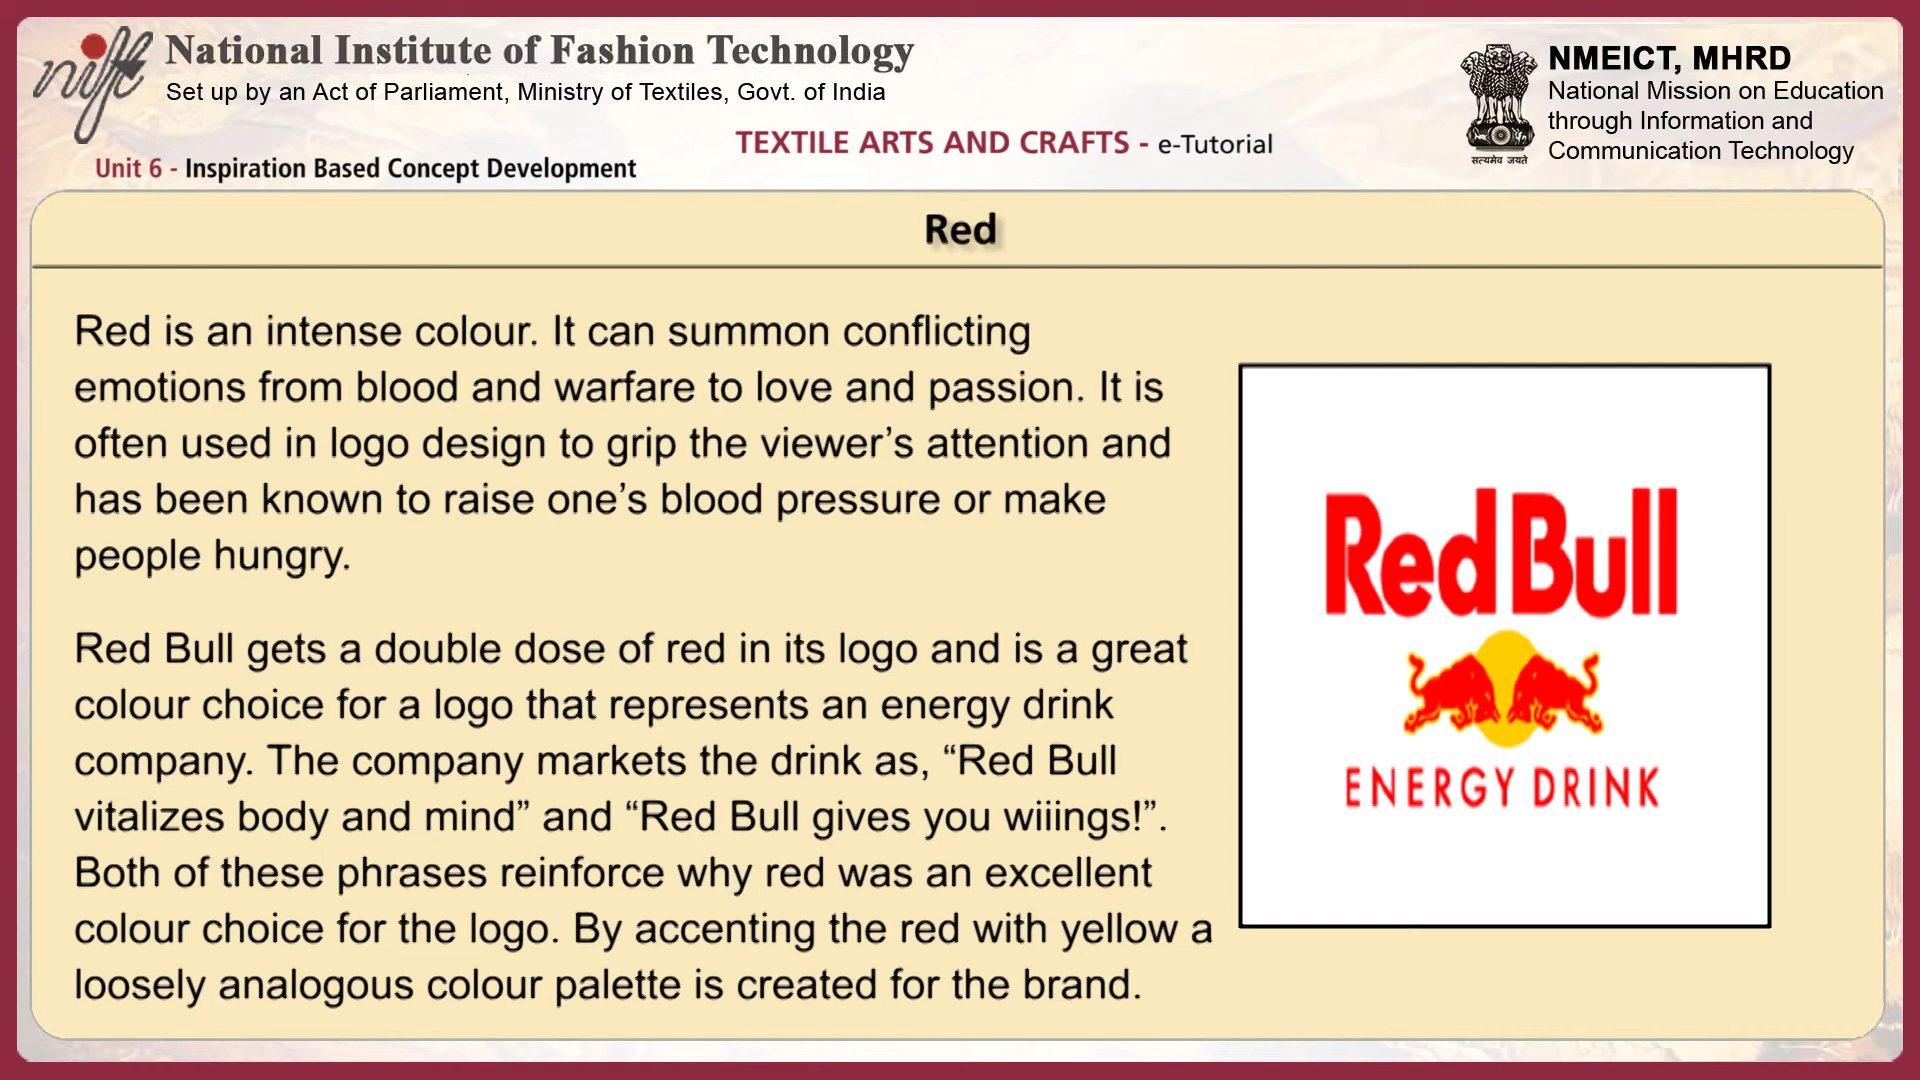 nift
National Institute of Fashion Technology
Set up by an Act of Parliament, Ministry of Textiles, Govt. of India
TEXTILE ARTS AND CRAFTS - e-Tutorial
Unit 6 - Inspiration Based Concept Development
सत्यमेव जयते
NMEICT, MHRD
National Mission on Education
through Information and
Communication Technology
Red
Red is an intense colour. It can summon conflicting
emotions from blood and warfare to love and passion. It is
often used in logo design to grip the viewer’s attention and
has been known to raise one’s blood pressure or make
people hungry.
Red Bull gets a double dose of red in its logo and is a great
colour choice for a logo that represents an energy drink
company. The company markets the drink as, “Red Bull
vitalizes body and mind” and “Red Bull gives you wiiings!”.
Both of these phrases reinforce why red was an excellent
colour choice for the logo. By accenting the red with yellow a
loosely analogous colour palette is created for the brand.
Red Bull
ENERGY DRINK